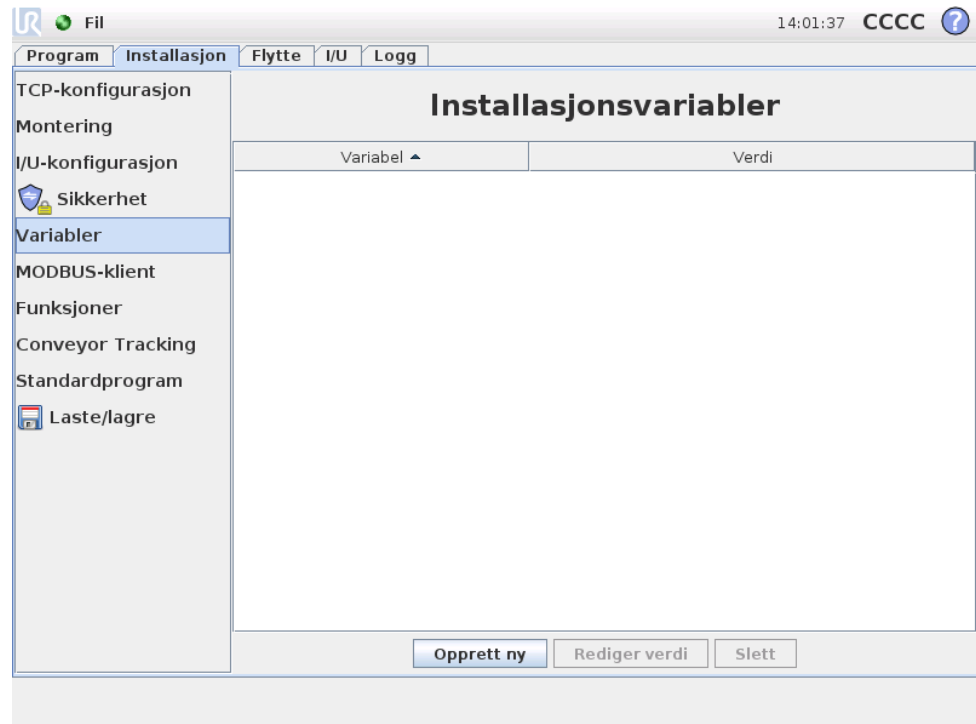 UR Fil 14:01:37 CCCC ?
Program Installasjon Flytte I/U Logg
TCP-konfigurasjon
Montering
I/U-konfigurasjon
Sikkerhet
Variabler
MODBUS-klient
Funksjoner
Conveyor Tracking
Standardprogram
Laste/lagre
Installasjonsvariabler
Variabel Verdi
Opprett ny Rediger verdi Slett